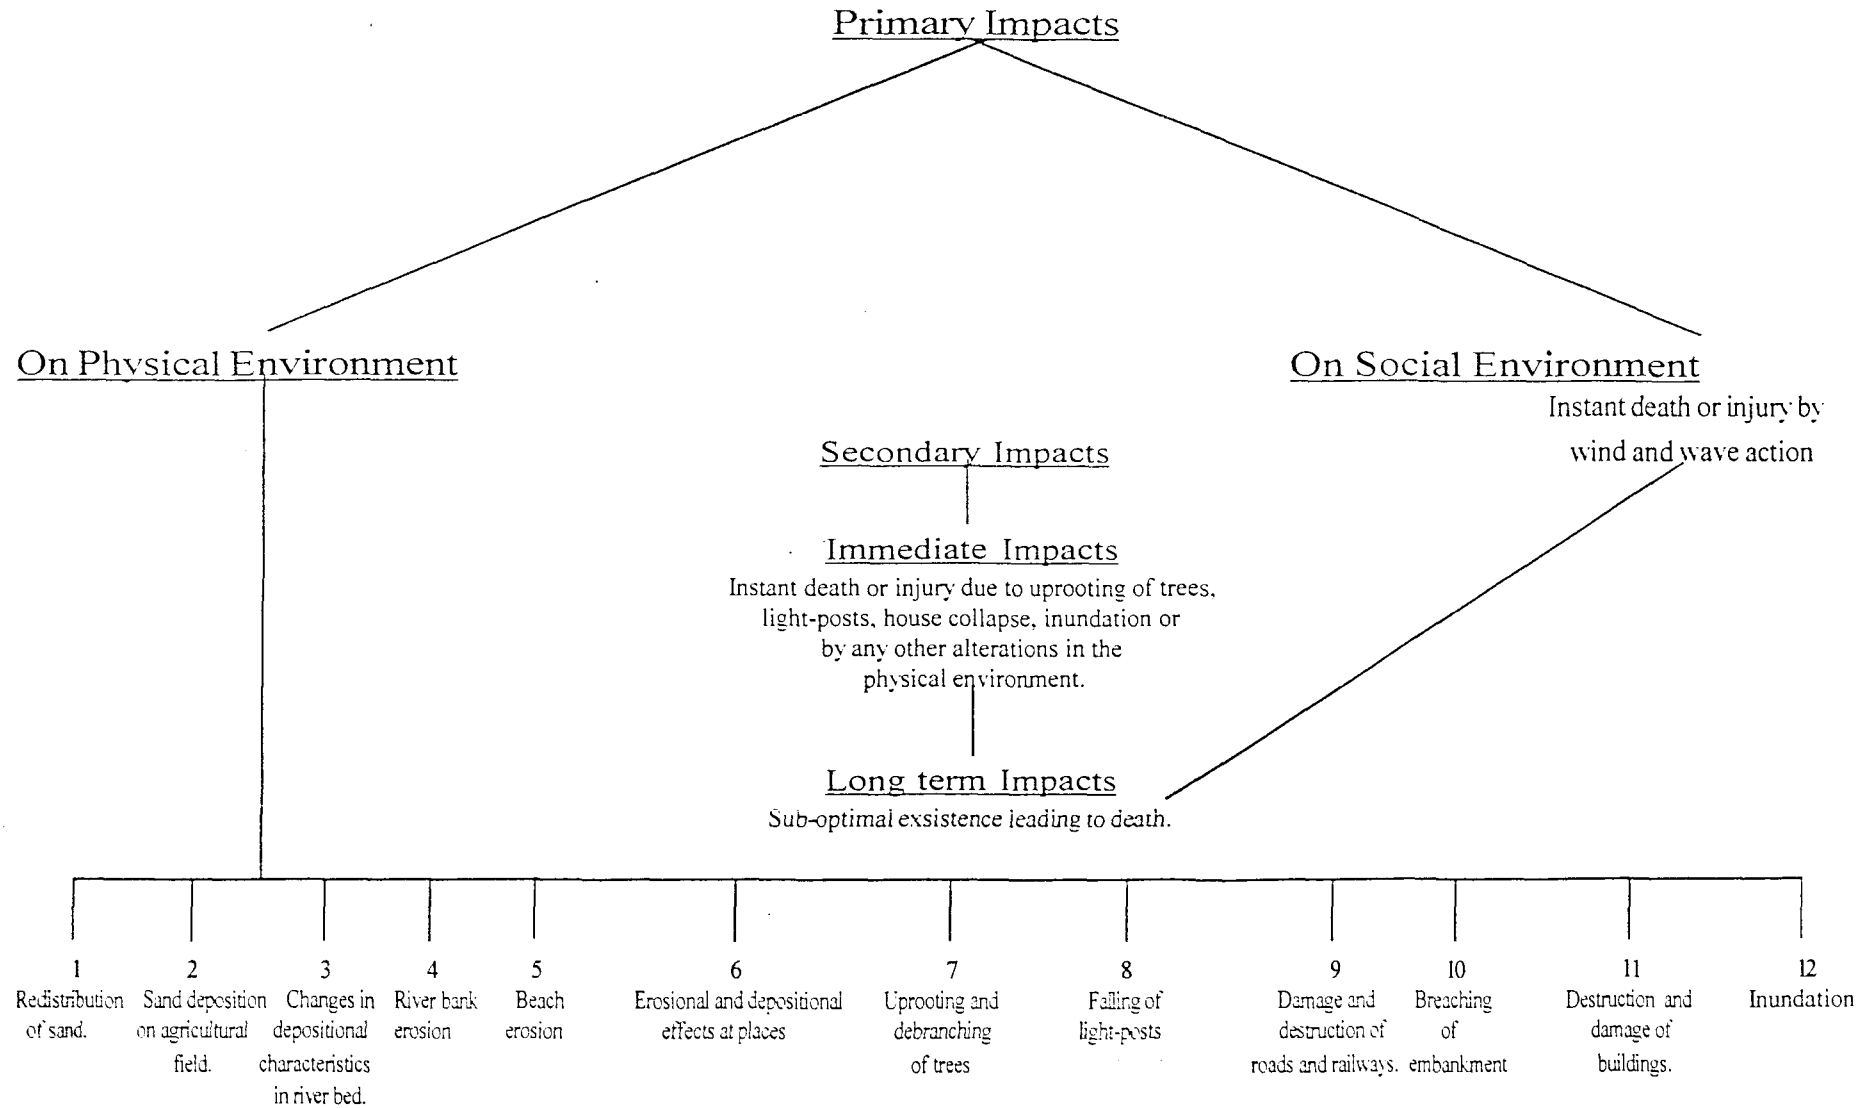 Primary Impacts
On Physical Environment
On Social Environment
Instant death or injury by
wind and wave action
Secondary Impacts
Immediate Impacts
Instant death or injury due to uprooting of trees,
light-posts, house collapse, inundation or
by any other alterations in the
physical environment.
Long term Impacts
Sub-optimal exsistence leading to death.
1
Redistribution
of sand.
2
Sand deposition
on agricultural
field.
3
Changes in
depositional
characteristics
in river bed.
4
River bank
erosion
5
Beach
erosion
6
Erosional and depositional
effects at places
7
Uprooting and
debranching
of trees
8
Falling of
light-posts
9
Damage and
destruction of
roads and railways.
10
Breaching
of
embankment
11
Destruction and
damage of
buildings.
12
Inundation